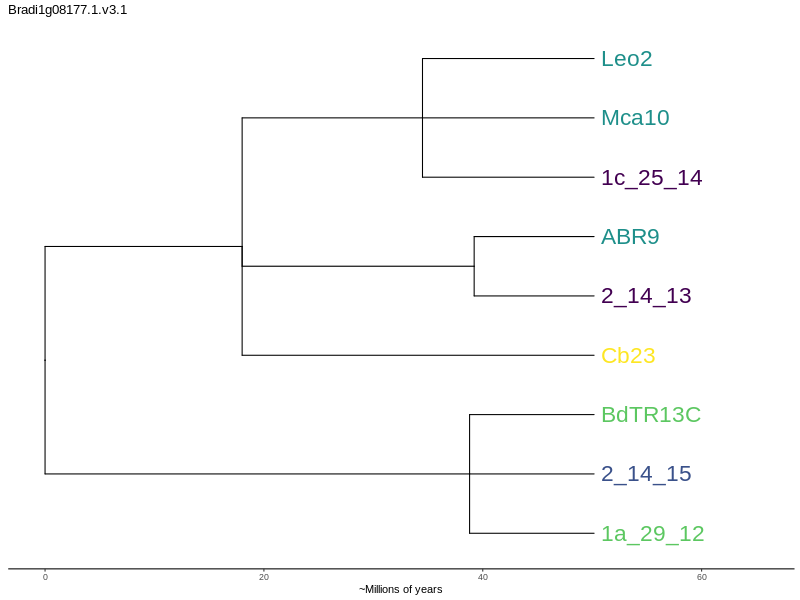 Bradi1g08177.1.v3.1
Leo2
Mca10
1c_25_14
ABR9
2_14_13
Cb23
BdTR13C
2_14_15
1a_29_12
0 20 40 60
~Millions of years